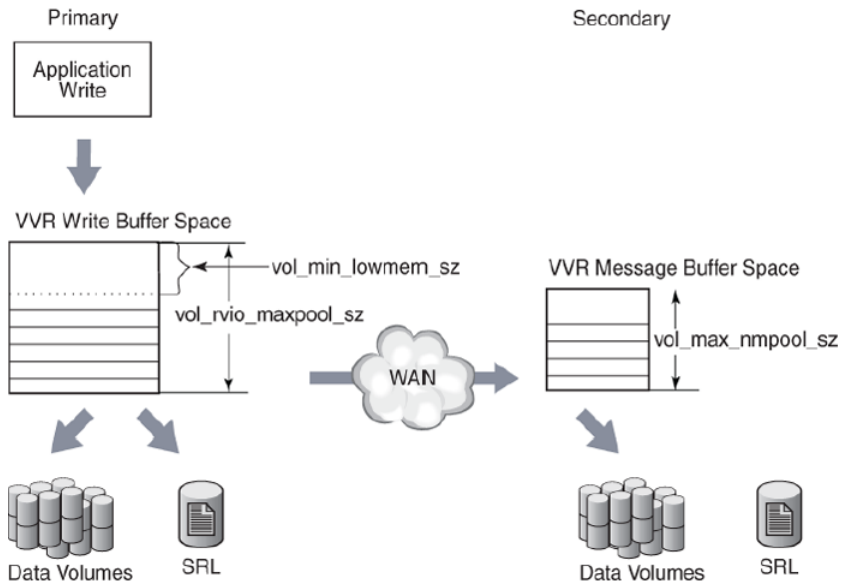 Primary
Secondary
Application
Write
VVR Write Buffer Space
vol_min_lowmem_sz
VVR Message Buffer Space
vol_rvio_maxpool_sz
vol_max_nmpool_sz
WAN
Data Volumes
SRL
Data Volumes
SRL